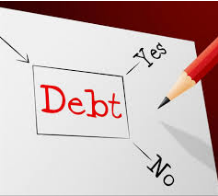 Yes
Debt
No